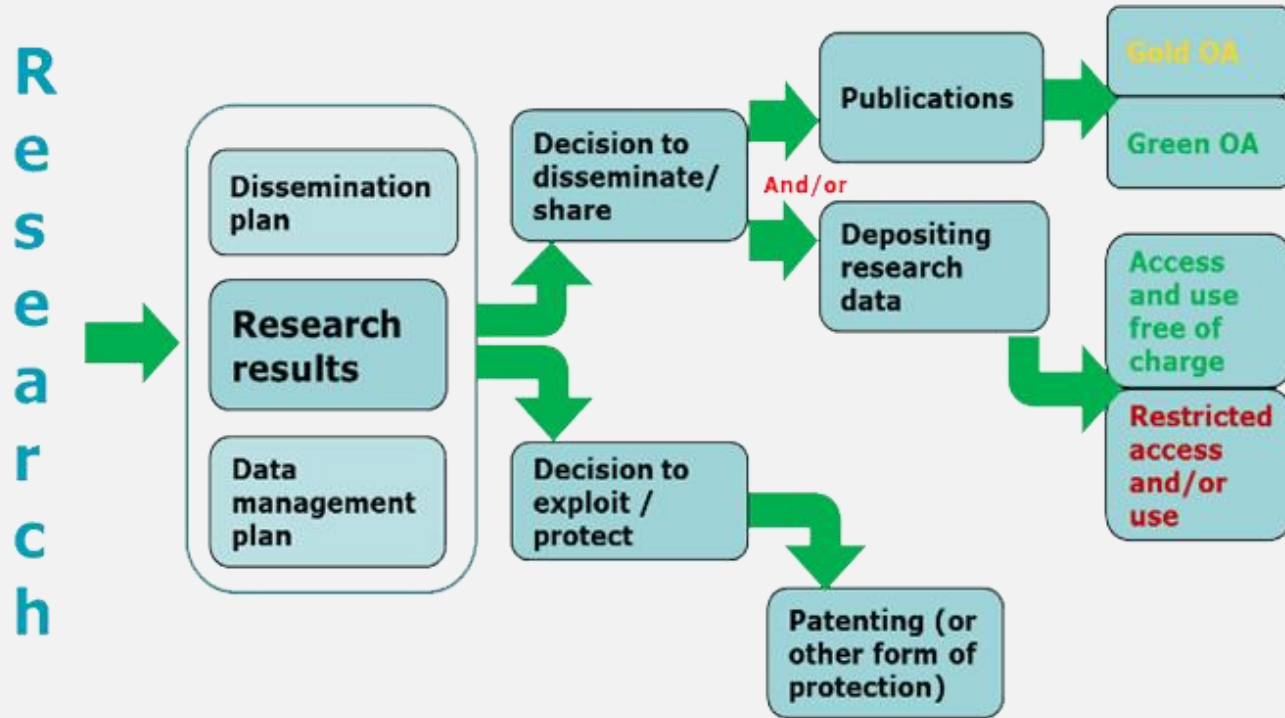 Research
Dissemination
plan
Research
results
Data
management
plan
Decision to
disseminate/
share
Decision to
exploit /
protect
And/or
Publications
Depositing
research
data
Patenting (or
other form of
protection)
Gold OA
Green OA
Access
and use
free of
charge
Restricted
access
and/or
use